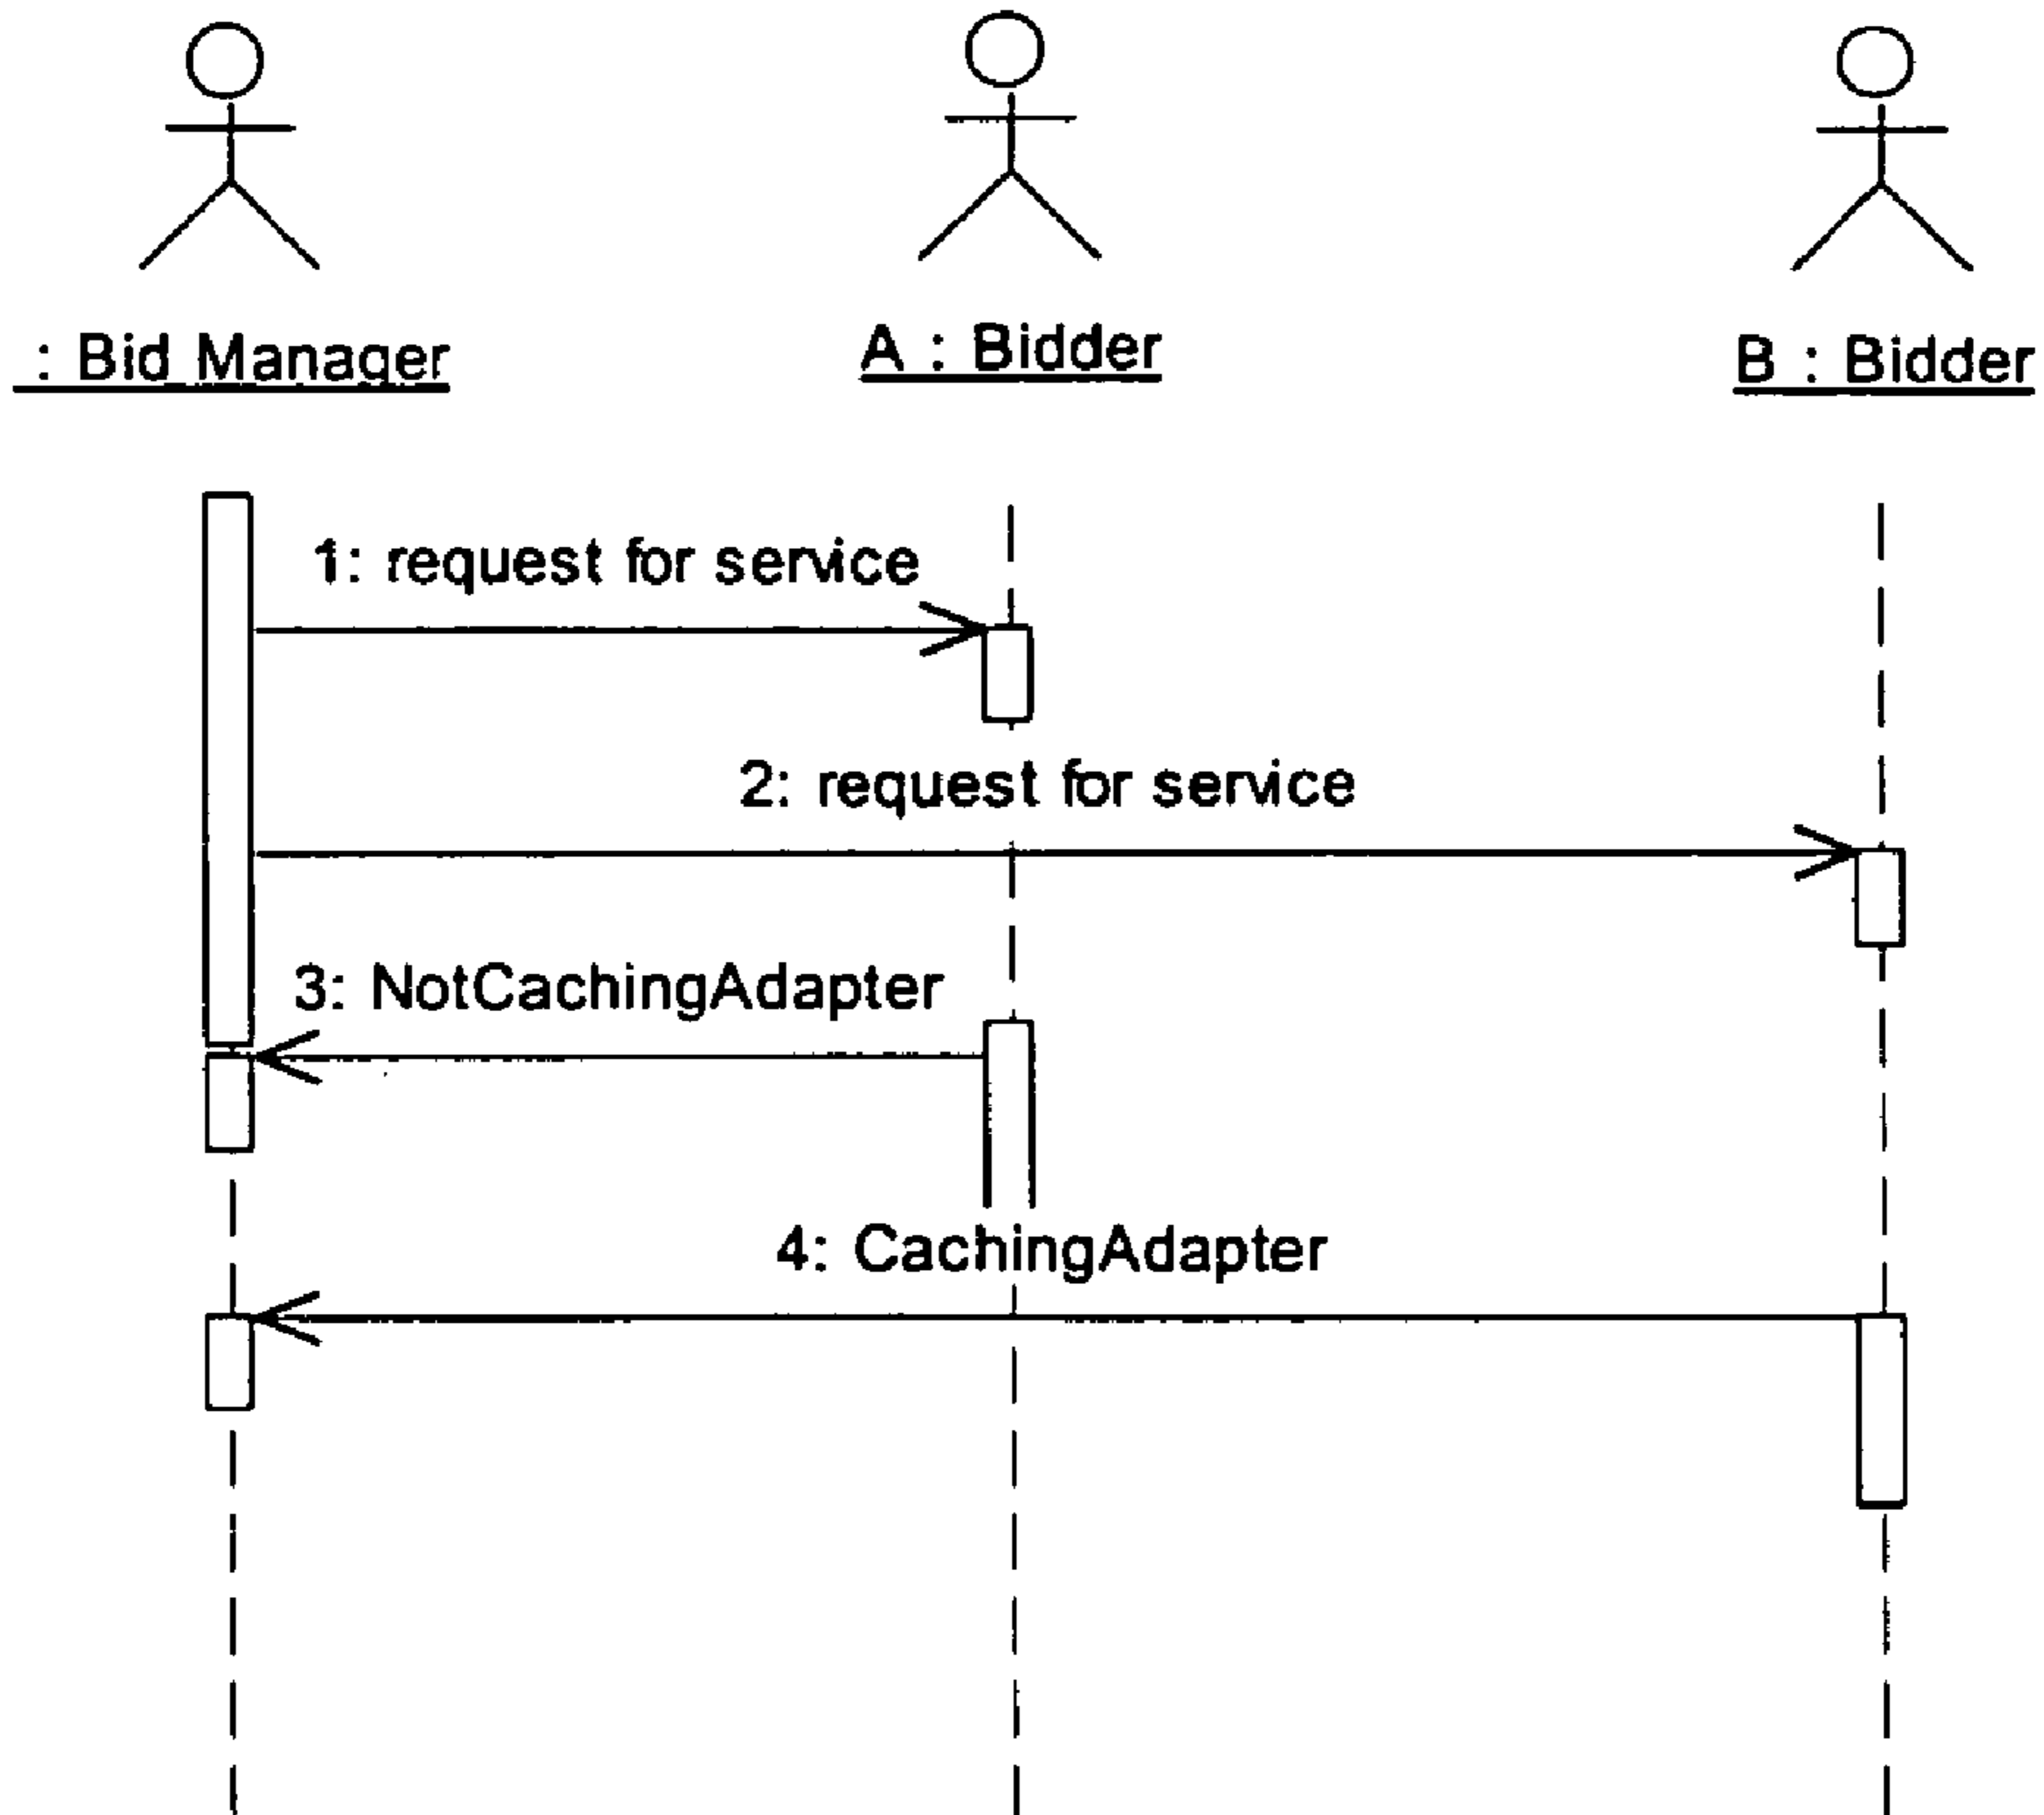 : Bid Manager
A : Bidder
B : Bidder
1: request for service
2: request for service
3: NotCachingAdapter
4: CachingAdapter